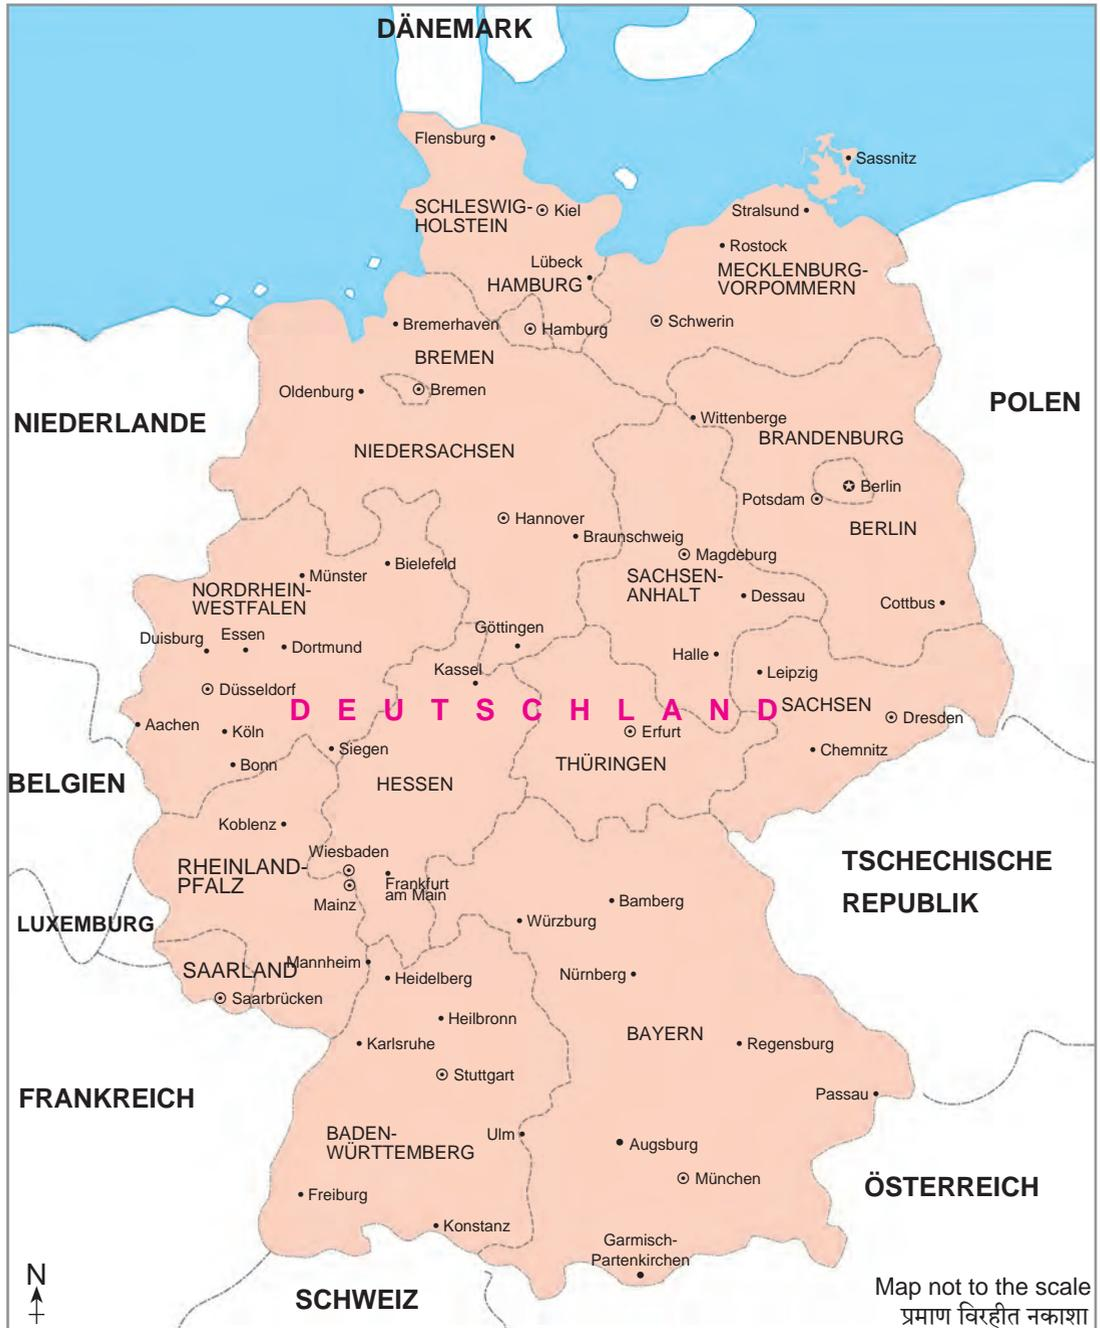 DÄNEMARK
Flensburg
Sassnitz
SCHLESWIG-
HOLSTEIN
Kiel
Stralsund
Rostock
Lübeck
HAMBURG
MECKLENBURG-
VORPOMMERN
Bremerhaven
Hamburg
Schwerin
BREMEN
Oldenburg
Bremen
NIEDERLANDE
POLEN
Wittenberge
BRANDENBURG
NIEDERSACHSEN
Berlin
Potsdam
Hannover
BERLIN
Braunschweig
Magdeburg
Bielefeld
Münster
NORDRHEIN-
WESTFALEN
SACHSEN-
ANHALT
Dessau
Cottbus
Göttingen
Duisburg
Essen
Dortmund
Halle
Kassel
Leipzig
Düsseldorf
DEUTSCHLAND
SACHSEN
Dresden
Aachen
Köln
Erfurt
Siegen
Chemnitz
Bonn
THÜRINGEN
BELGIEN
HESSEN
Koblenz
Wiesbaden
TSCHECHISCHE
REPUBLIK
RHEINLAND-
PFALZ
Frankfurt
am Main
Mainz
Bamberg
LUXEMBURG
Würzburg
Mannheim
SAARLAND
Heidelberg
Nürnberg
Saarbrücken
Heilbronn
BAYERN
Karlsruhe
Regensburg
Stuttgart
FRANKREICH
Passau
BADEN-
WÜRTTEMBERG
Ulm
Augsburg
München
ÖSTERREICH
Freiburg
Konstanz
Garmisch-
Partenkirchen
N
SCHWEIZ
Map not to the scale
प्रमाण विरहीत नकाशा